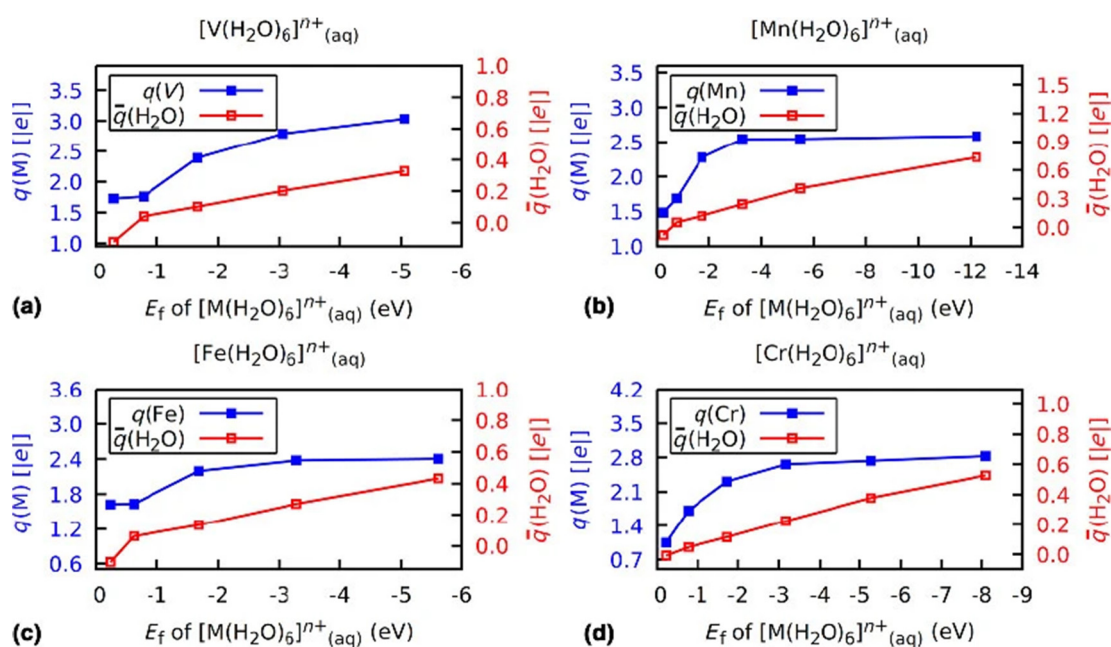 [V(H₂O)₆]ⁿ⁺(aq)
q(M) [|e|]
3.5
3.0
2.5
2.0
1.5
1.0
q(V)
q̄(H₂O)
1.0
0.8
0.6
0.4
0.2
0.0
q̄(H₂O) [|e|]
0 -1 -2 -3 -4 -5 -6
(a) E_f of [M(H₂O)₆]ⁿ⁺(aq) (eV)
[Mn(H₂O)₆]ⁿ⁺(aq)
q(M) [|e|]
3.5
3.0
2.5
2.0
1.5
1.0
q(Mn)
q̄(H₂O)
1.5
1.2
0.9
0.6
0.3
0.0
q̄(H₂O) [|e|]
0 -2 -4 -6 -8 -10 -12 -14
(b) E_f of [M(H₂O)₆]ⁿ⁺(aq) (eV)
[Fe(H₂O)₆]ⁿ⁺(aq)
q(M) [|e|]
3.6
3.0
2.4
1.8
1.2
0.6
q(Fe)
q̄(H₂O)
1.0
0.8
0.6
0.4
0.2
0.0
q̄(H₂O) [|e|]
0 -1 -2 -3 -4 -5 -6
(c) E_f of [M(H₂O)₆]ⁿ⁺(aq) (eV)
[Cr(H₂O)₆]ⁿ⁺(aq)
q(M) [|e|]
4.2
3.5
2.8
2.1
1.4
0.7
q(Cr)
q̄(H₂O)
1.0
0.8
0.6
0.4
0.2
0.0
q̄(H₂O) [|e|]
0 -1 -2 -3 -4 -5 -6 -7 -8 -9
(d) E_f of [M(H₂O)₆]ⁿ⁺(aq) (eV)